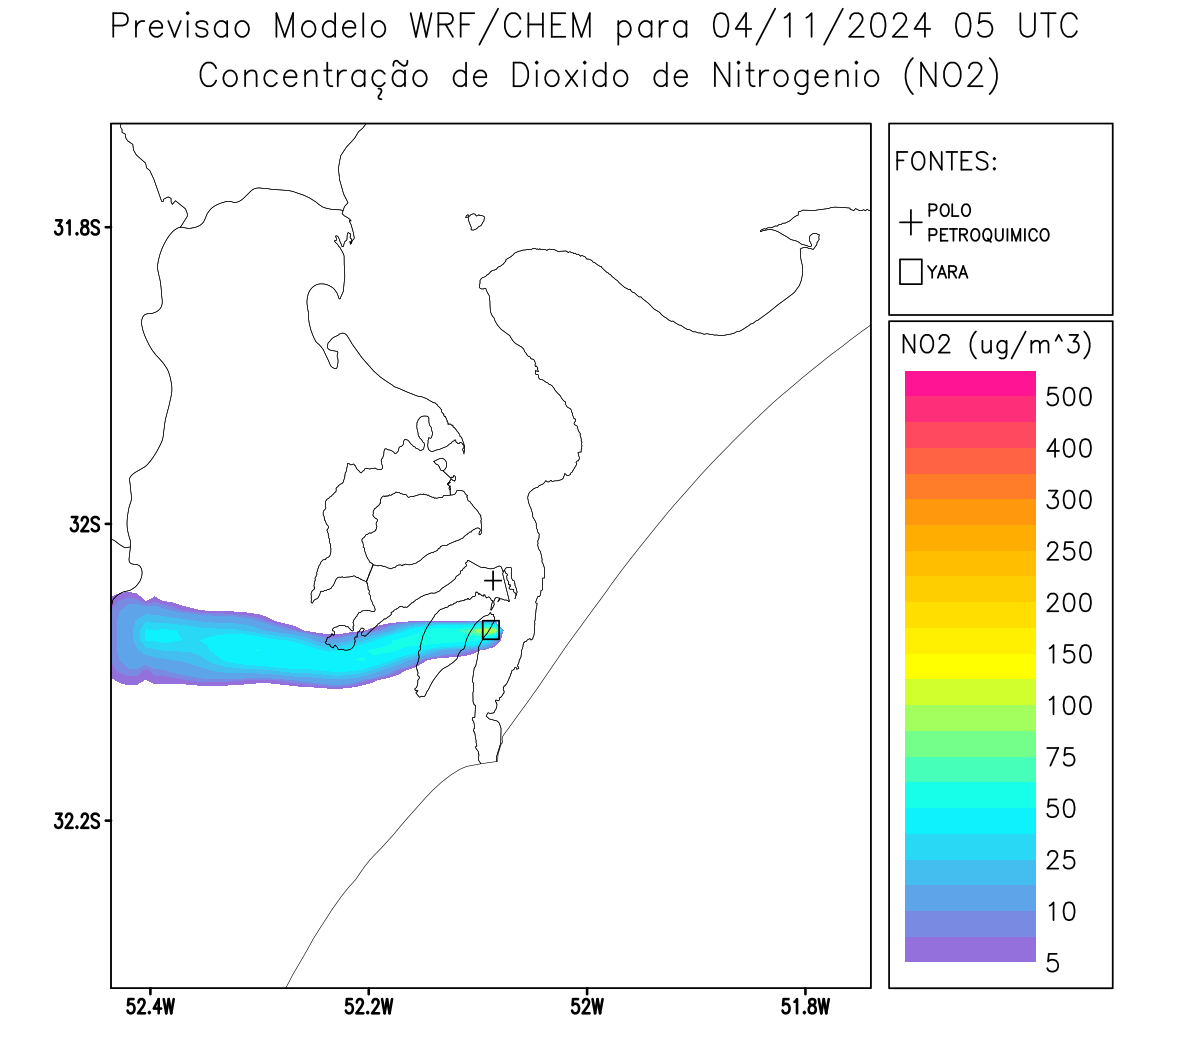 Previsao Modelo WRF/CHEM para 04/11/2024 05 UTC
Concentração de Dioxido de Nitrogenio (NO2)
FONTES:
POLO
PETROQUIMICO
YARA
NO2 (ug/m^3)
500
400
300
250
200
150
100
75
50
25
10
5
31.8S
32S
32.2S
52.4W
52.2W
52W
51.8W